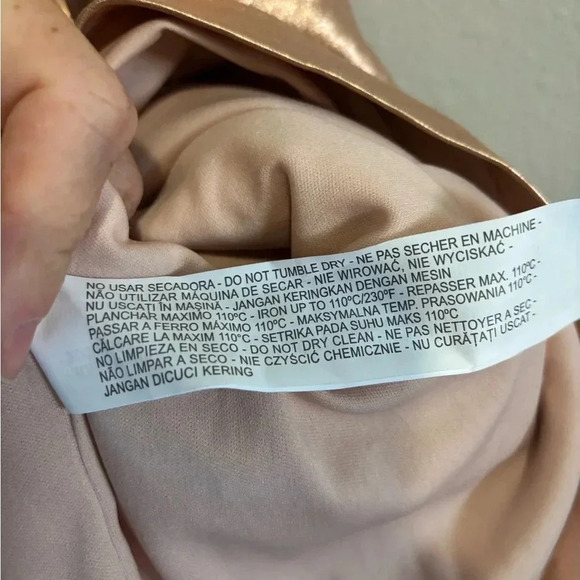 NO USAR SECADORA - DO NOT TUMBLE DRY - NE PAS SECHER EN MACHINE -
NÃO UTILIZAR MÁQUINA DE SECAR - NIE WIROWAĆ, NIE WYCISKAĆ -
NU USCAȚI ÎN MASINĂ - JANGAN KERINGKAN DENGAN MESIN
PLANCHAR MAXIMO 110ºC - IRON UP TO 110ºC/230ºF - REPASSER MAX. 110ºC -
PASSAR A FERRO MÁXIMO 110ºC - MAKSYMALNA TEMP. PRASOWANIA 110ºC -
CĂLCARE LA MAXIM 110ºC - SETRIKA PADA SUHU MAKS 110ºC
NO LIMPIEZA EN SECO - DO NOT DRY CLEAN - NE PAS NETTOYER A SEC -
NÃO LIMPAR A SECO - NIE CZYŚCIĆ CHEMICZNIE - NU CURĂȚAȚI USCAT -
JANGAN DICUCI KERING